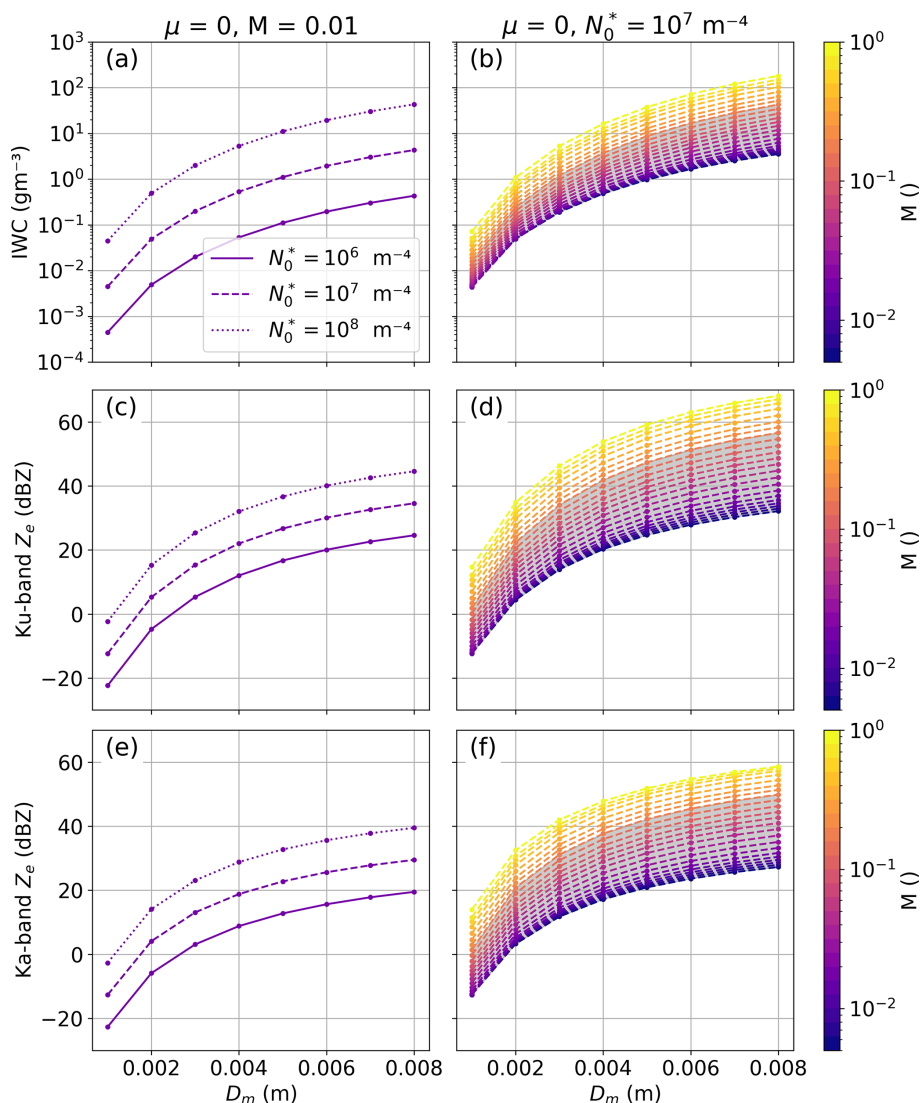 μ = 0, M = 0.01
μ = 0, N₀* = 10⁷ m⁻⁴
(a)
IWC (gm⁻³)
10³
10²
10¹
10⁰
10⁻¹
10⁻²
10⁻³
10⁻⁴
N₀* = 10⁶ m⁻⁴
N₀* = 10⁷ m⁻⁴
N₀* = 10⁸ m⁻⁴
(b)
10⁰
10⁻¹
10⁻²
M ()
(c)
Ku-band Zₑ (dBZ)
60
40
20
0
−20
(d)
10⁰
10⁻¹
10⁻²
M ()
(e)
Ka-band Zₑ (dBZ)
60
40
20
0
−20
0.002 0.004 0.006 0.008
Dₘ (m)
(f)
0.002 0.004 0.006 0.008
Dₘ (m)
10⁰
10⁻¹
10⁻²
M ()